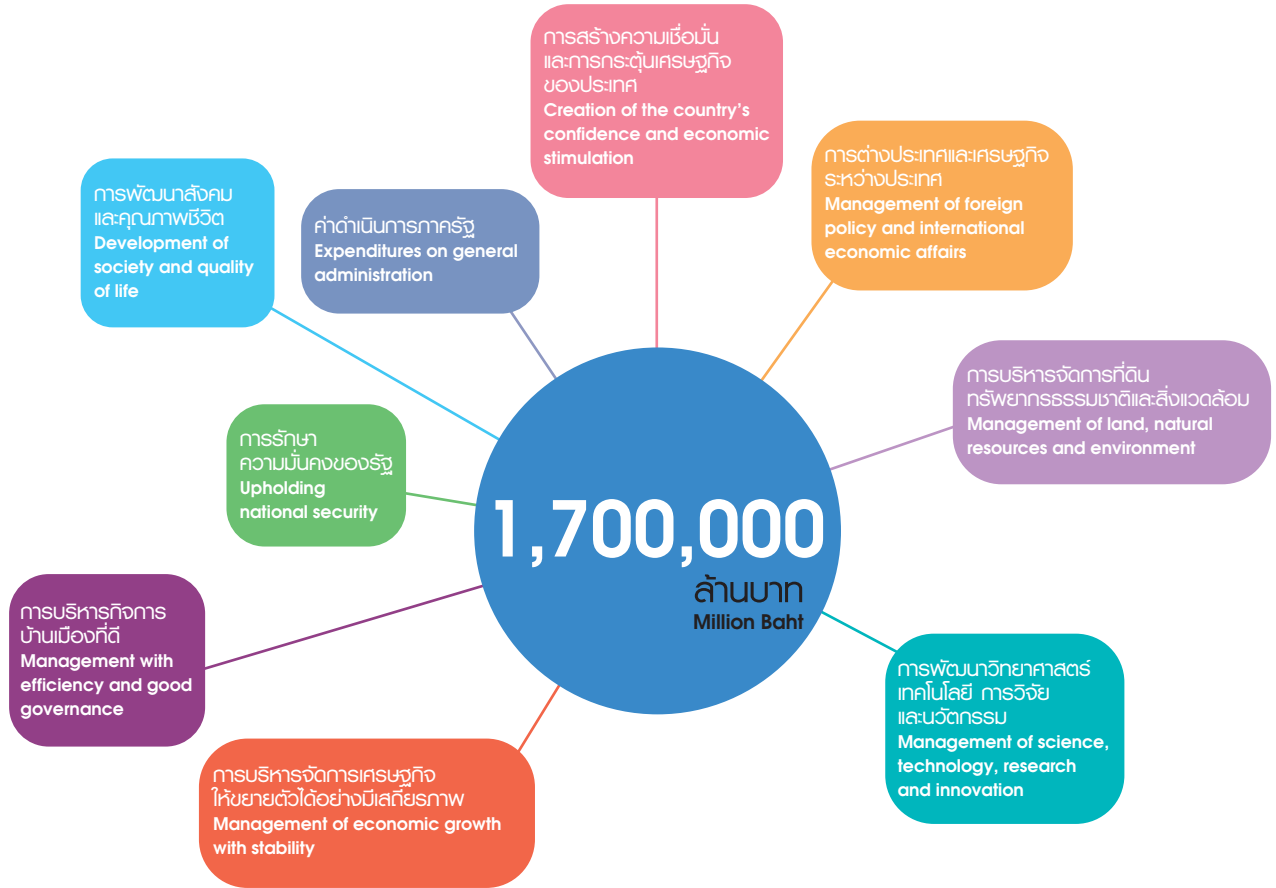 การสร้างความเชื่อมั่น
และการกระตุ้นเศรษฐกิจ
ของประเทศ
Creation of the country's
confidence and economic
stimulation
การต่างประเทศและเศรษฐกิจ
ระหว่างประเทศ
Management of foreign
policy and international
economic affairs
การพัฒนาสังคม
และคุณภาพชีวิต
Development of
society and quality
of life
ค่าดำเนินการภาครัฐ
Expenditures on general
administration
การบริหารจัดการที่ดิน
ทรัพยากรธรรมชาติและสิ่งแวดล้อม
Management of land, natural
resources and environment
การรักษา
ความมั่นคงของรัฐ
Upholding
national security
1,700,000
ล้านบาท
Million Baht
การบริหารกิจการ
บ้านเมืองที่ดี
Management with
efficiency and good
governance
การพัฒนาวิทยาศาสตร์
เทคโนโลยี การวิจัย
และนวัตกรรม
Management of science,
technology, research
and innovation
การบริหารจัดการเศรษฐกิจ
ให้ขยายตัวได้อย่างมีเสถียรภาพ
Management of economic growth
with stability